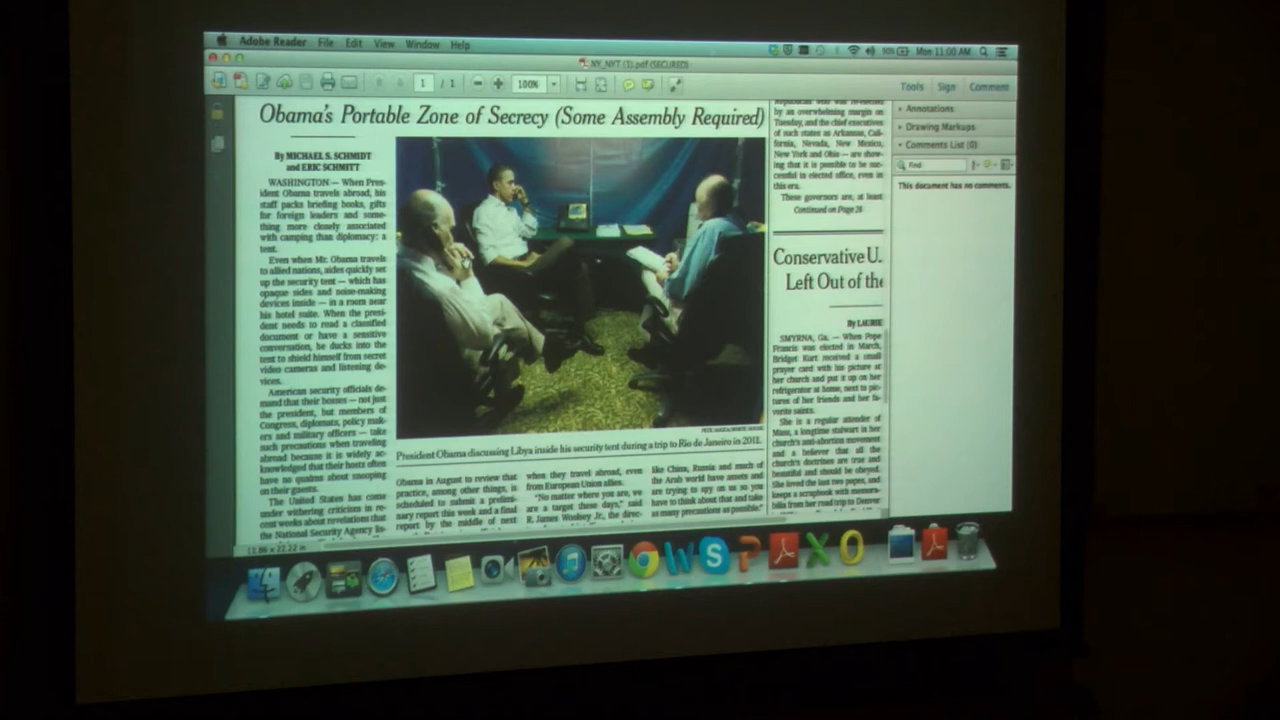 Adobe Reader File Edit View Window Help
Mon 11:00 AM
NY_NYT (1).pdf (SECURED)
1 / 1
100%
Tools Sign Comment
Annotations
Drawing Markups
Comments List (0)
Find
This document has no comments.
Obama's Portable Zone of Secrecy (Some Assembly Required)
By MICHAEL S. SCHMIDT
and ERIC SCHMITT
WASHINGTON — When Pres-
ident Obama travels abroad, his
staff packs briefing books, gifts
for foreign leaders and some-
thing more closely associated
with camping than diplomacy: a
tent.
Even when Mr. Obama travels
to allied nations, aides quickly set
up the security tent — which has
opaque sides and noise-making
devices inside — in a room near
his hotel suite. When the presi-
dent needs to read a classified
document or have a sensitive
conversation, he ducks into the
tent to shield himself from secret
video cameras and listening de-
vices.
American security officials de-
mand that their bosses — not just
the president, but members of
Congress, diplomats, policy mak-
ers and military officers — take
such precautions when traveling
abroad because it is widely ac-
knowledged that their hosts often
have no qualms about snooping
on their guests.
The United States has come
under withering criticism in re-
cent weeks about revelations that
the National Security Agency lis-
President Obama discussing Libya inside his security tent during a trip to Rio de Janeiro in 2011.
Obama in August to review that
practice, among other things, is
scheduled to submit a prelimi-
nary report this week and a final
report by the middle of next
when they travel abroad, even
from European Union allies.
"No matter where you are, we
are a target these days," said
R. James Woolsey Jr., the direc-
like China, Russia and much of
the Arab world have assets and
are trying to spy on us so you
have to think about that and take
as many precautions as possible."
by an overwhelming margin on
Tuesday, and the chief executives
of such states as Arkansas, Cali-
fornia, Nevada, New Mexico,
New York and Ohio — are show-
ing that it is possible to be suc-
cessful in elected office, even in
this era.
These governors are, at least
Continued on Page 20
Conservative U.
Left Out of the
By LAURIE
SMYRNA, Ga. — When Pope
Francis was elected in March,
Bridget Kurt received a small
prayer card with his picture at
her church and put it up on her
refrigerator at home, next to pic-
tures of her friends and her fa-
vorite saints.
She is a regular attender of
Mass, a longtime stalwart in her
church's anti-abortion movement
and a believer that all the
church's doctrines are true and
beautiful and should be obeyed.
She loved the last two popes, and
keeps a scrapbook with memora-
bilia from her road trip to Denver
11.86 x 22.22 in